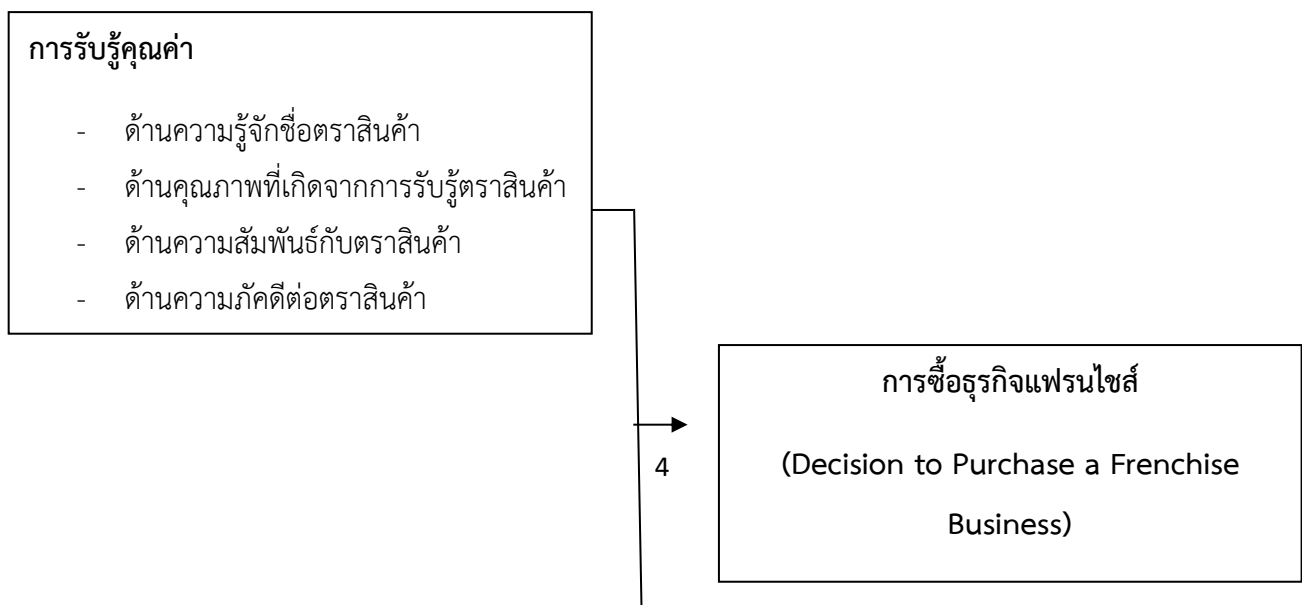 การรับรู้คุณค่า
- ด้านความรู้จักชื่อตราสินค้า
- ด้านคุณภาพที่เกิดจากการรับรู้ตราสินค้า
- ด้านความสัมพันธ์กับตราสินค้า
- ด้านความภัคดีต่อตราสินค้า
การซื้อธุรกิจแฟรนไชส์
(Decision to Purchase a Frenchise
Business)
4